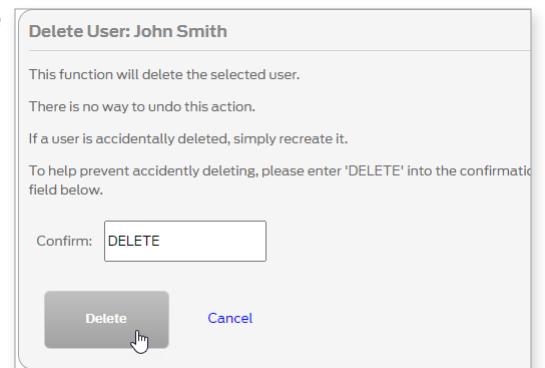 Delete User: John Smith
This function will delete the selected user.
There is no way to undo this action.
If a user is accidentally deleted, simply recreate it.
To help prevent accidently deleting, please enter 'DELETE' into the
field below.
Confirm: DELETE
Delete Cancel